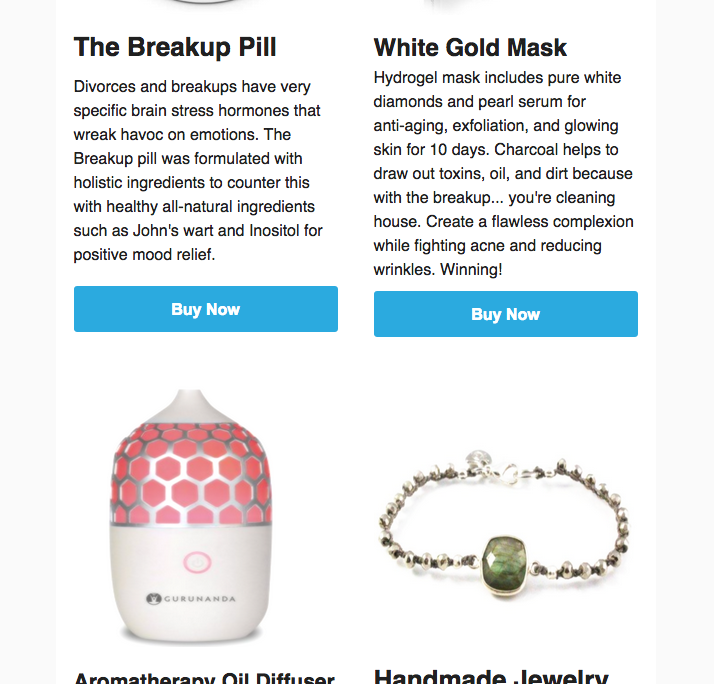 The Breakup Pill
Divorces and breakups have very
specific brain stress hormones that
wreak havoc on emotions. The
Breakup pill was formulated with
holistic ingredients to counter this
with healthy all-natural ingredients
such as John's wart and Inositol for
positive mood relief.
Buy Now
White Gold Mask
Hydrogel mask includes pure white
diamonds and pearl serum for
anti-aging, exfoliation, and glowing
skin for 10 days. Charcoal helps to
draw out toxins, oil, and dirt because
with the breakup... you're cleaning
house. Create a flawless complexion
while fighting acne and reducing
wrinkles. Winning!
Buy Now
GURUNANDA
Aromatherapy Oil Diffuser
Handmade Jewelry